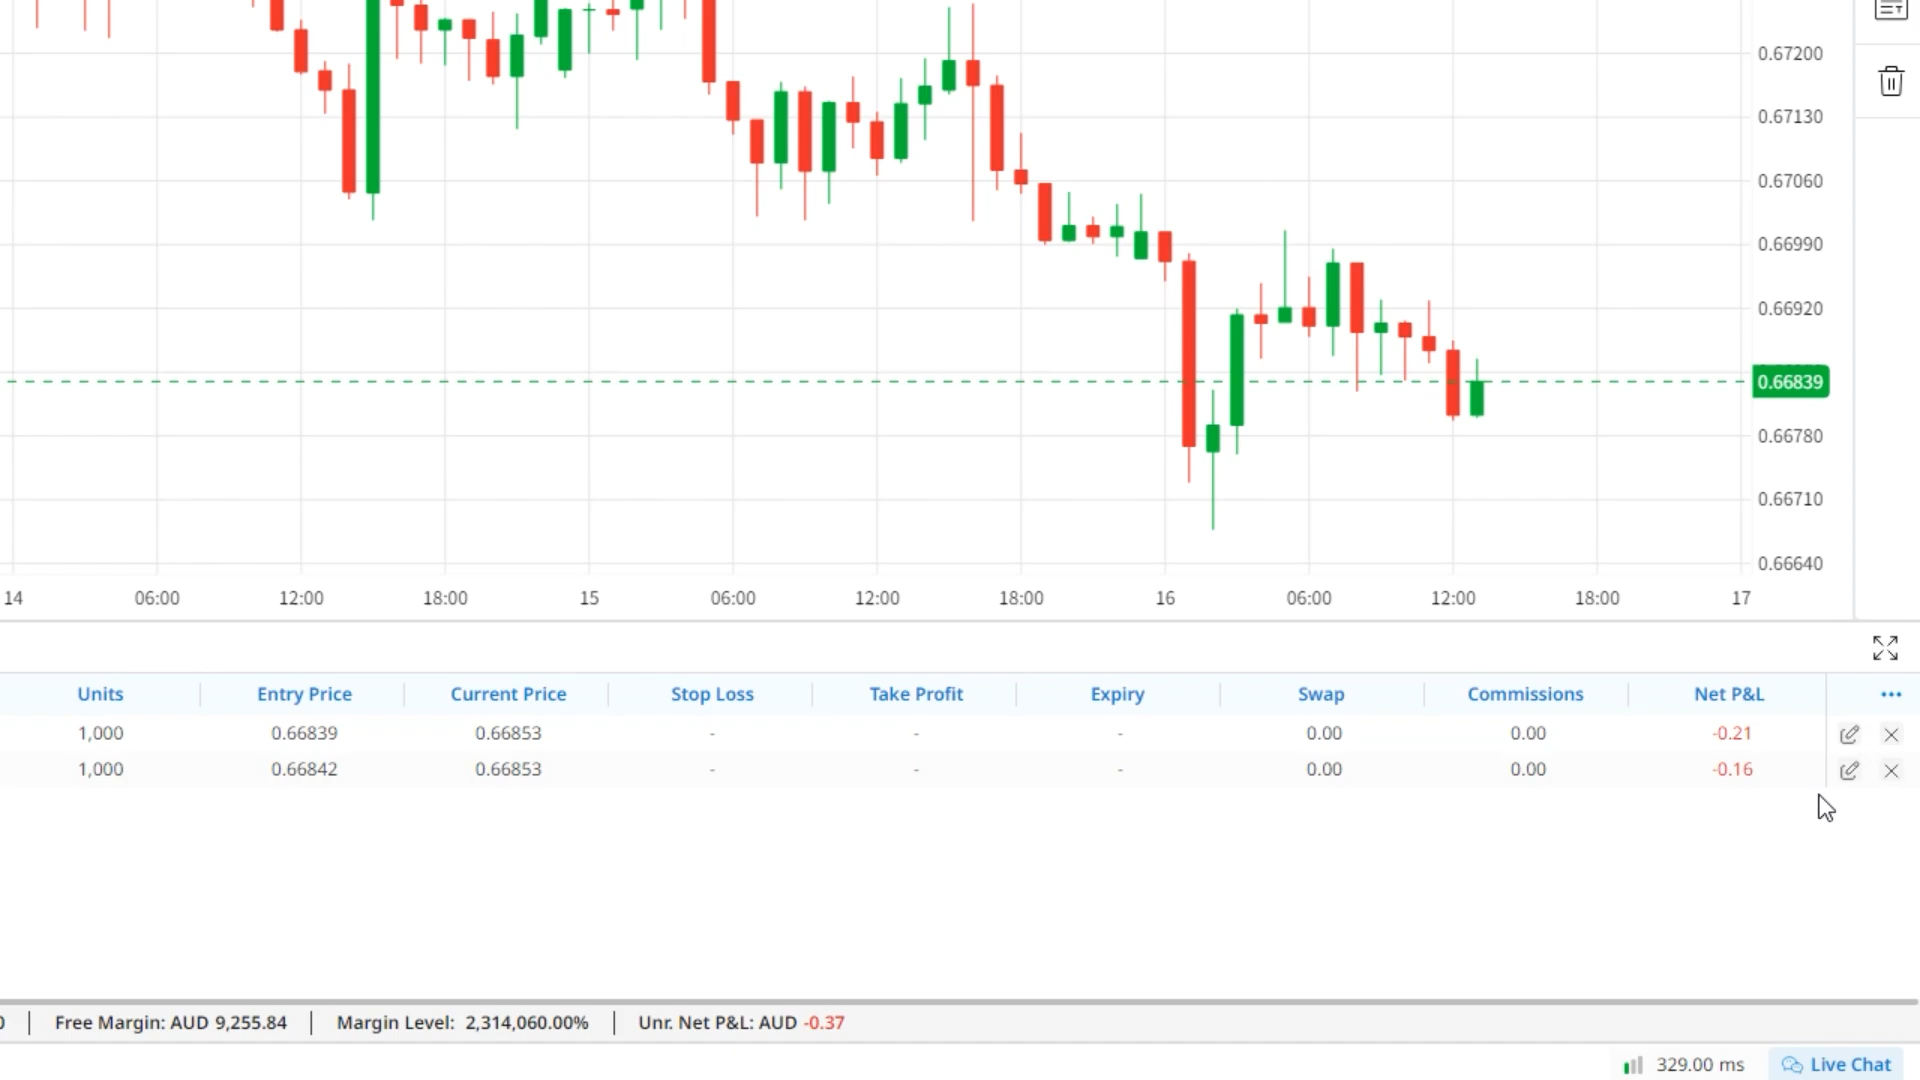 0.67200
0.67130
0.67060
0.66990
0.66920
0.66839
0.66780
0.66710
0.66640
14 06:00 12:00 18:00 15 06:00 12:00 18:00 16 06:00 12:00 18:00 17
Units Entry Price Current Price Stop Loss Take Profit Expiry Swap Commissions Net P&L ...
1,000 0.66839 0.66853 - - - 0.00 0.00 -0.21
1,000 0.66842 0.66853 - - - 0.00 0.00 -0.16
0 | Free Margin: AUD 9,255.84 | Margin Level: 2,314,060.00% | Unr. Net P&L: AUD -0.37
329.00 ms Live Chat